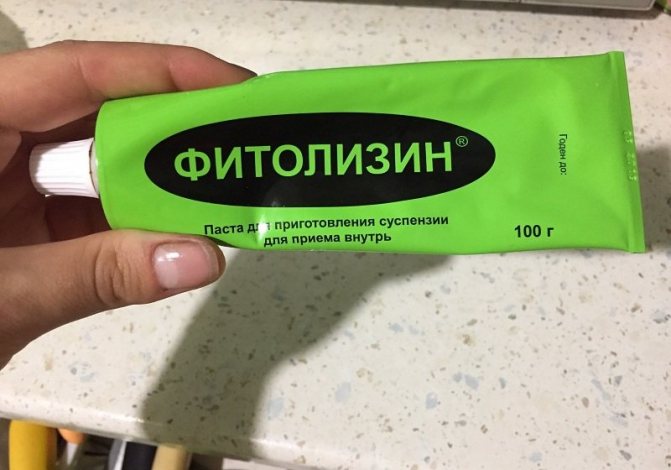 ФИТОЛИЗИН®
Паста для приготовления суспензии
для приема внутрь
100 г
Годен до: